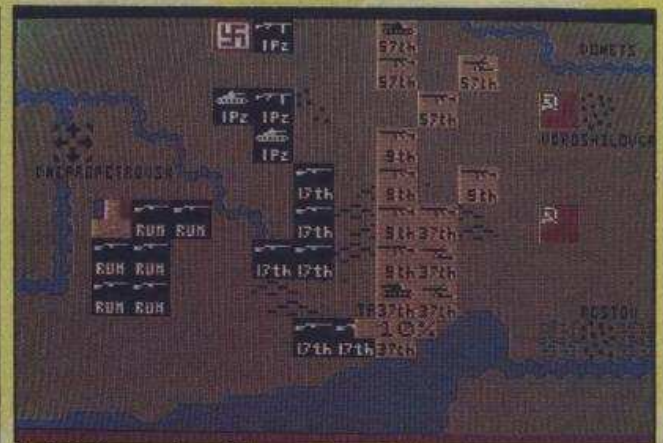 1Pz 57th
DONETS
57th 57th
1Pz 1Pz 57th
VOROSHILOVGR
1Pz 9th
DNEPROPETROVSK
17th 9th 9th
RUM RUM 17th 9th 37th
RUM RUM 17th 17th 9th 37th
RUM RUM 37th 37th
ROSTOV
10%
17th 17th 37th